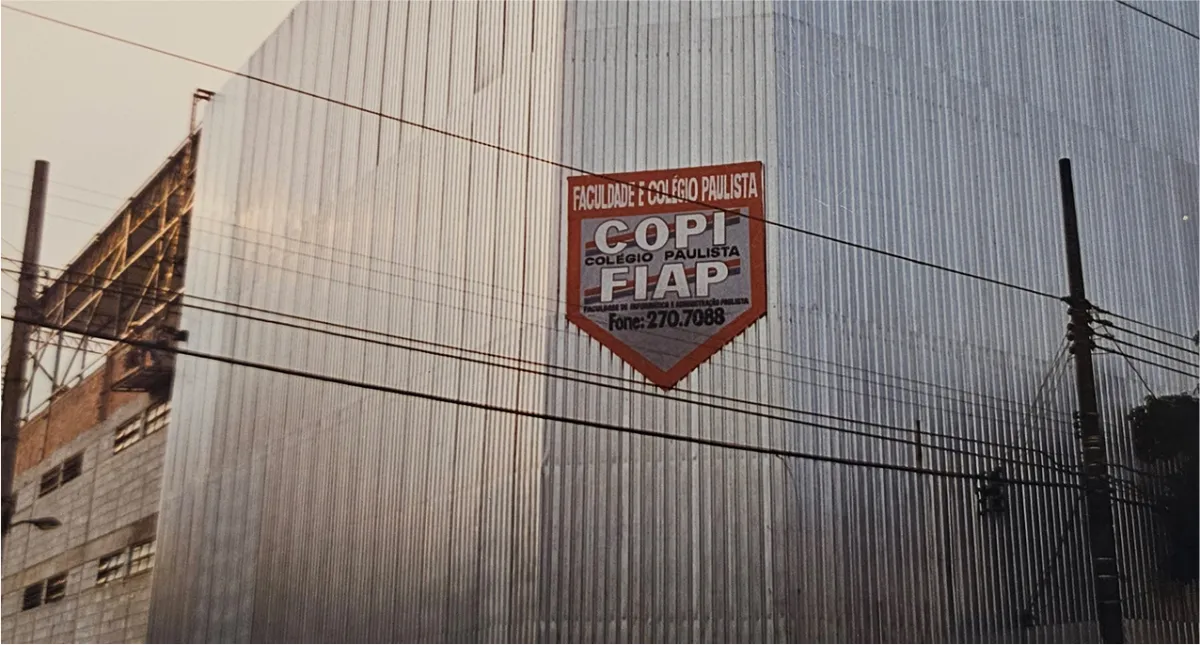 FACULDADE E COLÉGIO PAULISTA
COPI
COLÉGIO PAULISTA
FIAP
FACULDADE DE INFORMÁTICA E ADMINISTRAÇÃO PAULISTA
Fone: 270.7088